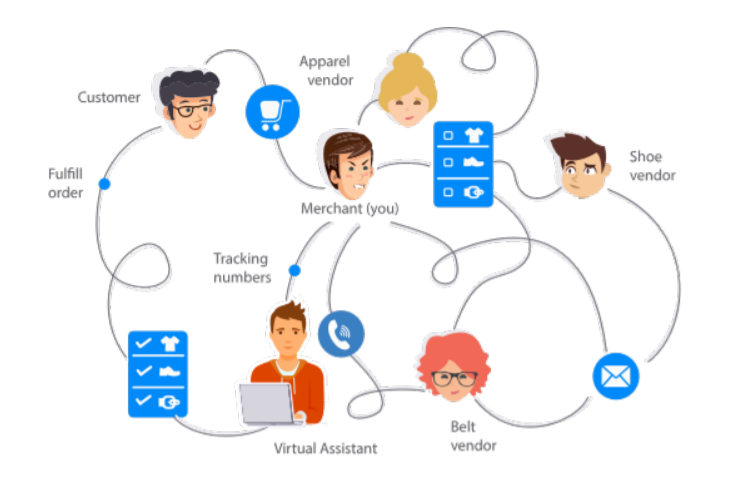 Apparel
vendor
Customer
Shoe
vendor
Fulfill
order
Merchant (you)
Tracking
numbers
Belt
vendor
Virtual Assistant